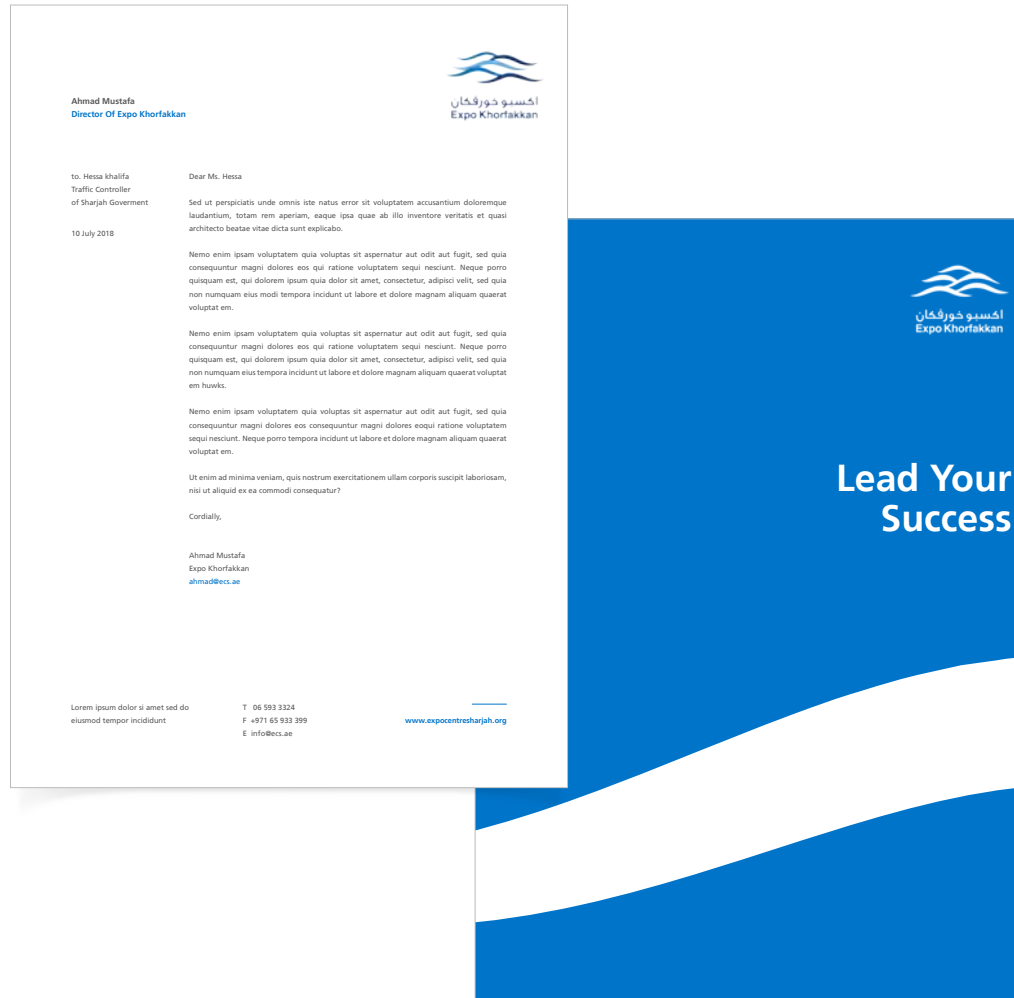 اكسبو خورفكان
Expo Khorfakkan
Ahmad Mustafa
Director Of Expo Khorfakkan
to. Hessa khalifa
Traffic Controller
of Sharjah Goverment
10 July 2018
Dear Ms. Hessa
Sed ut perspiciatis unde omnis iste natus error sit voluptatem accusantium doloremque
laudantium, totam rem aperiam, eaque ipsa quae ab illo inventore veritatis et quasi
architecto beatae vitae dicta sunt explicabo.
Nemo enim ipsam voluptatem quia voluptas sit aspernatur aut odit aut fugit, sed quia
consequuntur magni dolores eos qui ratione voluptatem sequi nesciunt. Neque porro
quisquam est, qui dolorem ipsum quia dolor sit amet, consectetur, adipisci velit, sed quia
non numquam eius modi tempora incidunt ut labore et dolore magnam aliquam quaerat
voluptat em.
Nemo enim ipsam voluptatem quia voluptas sit aspernatur aut odit aut fugit, sed quia
consequuntur magni dolores eos qui ratione voluptatem sequi nesciunt. Neque porro
quisquam est, qui dolorem ipsum quia dolor sit amet, consectetur, adipisci velit, sed quia
non numquam eius tempora incidunt ut labore et dolore magnam aliquam quaerat voluptat
em huwks.
Nemo enim ipsam voluptatem quia voluptas sit aspernatur aut odit aut fugit, sed quia
consequuntur magni dolores eos consequuntur magni dolores eoqui ratione voluptatem
sequi nesciunt. Neque porro tempora incidunt ut labore et dolore magnam aliquam quaerat
voluptat em.
Ut enim ad minima veniam, quis nostrum exercitationem ullam corporis suscipit laboriosam,
nisi ut aliquid ex ea commodi consequatur?
Cordially,
Ahmad Mustafa
Expo Khorfakkan
ahmad@ecs.ae
Lorem ipsum dolor si amet sed do
eiusmod tempor incididunt
T 06 593 3324
F +971 65 933 399
E info@ecs.ae
www.expocentresharjah.org
اكسبو خورفكان
Expo Khorfakkan
Lead Your
Success